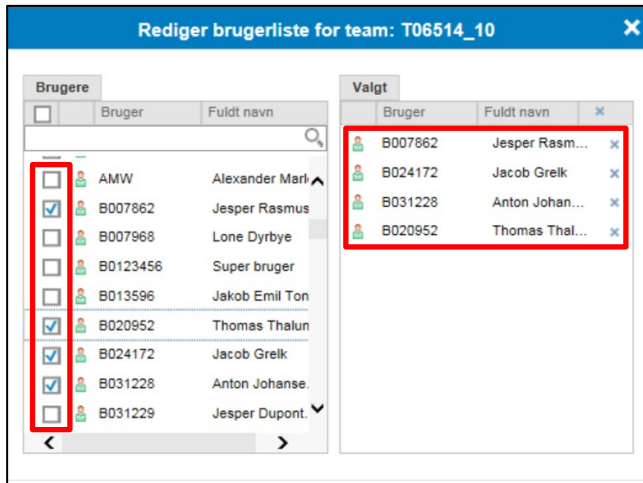 Rediger brugerliste for team: T06514_10
Brugere
Bruger Fuldt navn
AMW Alexander Marl
B007862 Jesper Rasmus
B007968 Lone Dyrbye
B0123456 Super bruger
B013596 Jakob Emil Ton
B020952 Thomas Thalun
B024172 Jacob Grelk
B031228 Anton Johanse.
B031229 Jesper Dupont.
Valgt
Bruger Fuldt navn
B007862 Jesper Rasm...
B024172 Jacob Grelk
B031228 Anton Johan...
B020952 Thomas Thal...